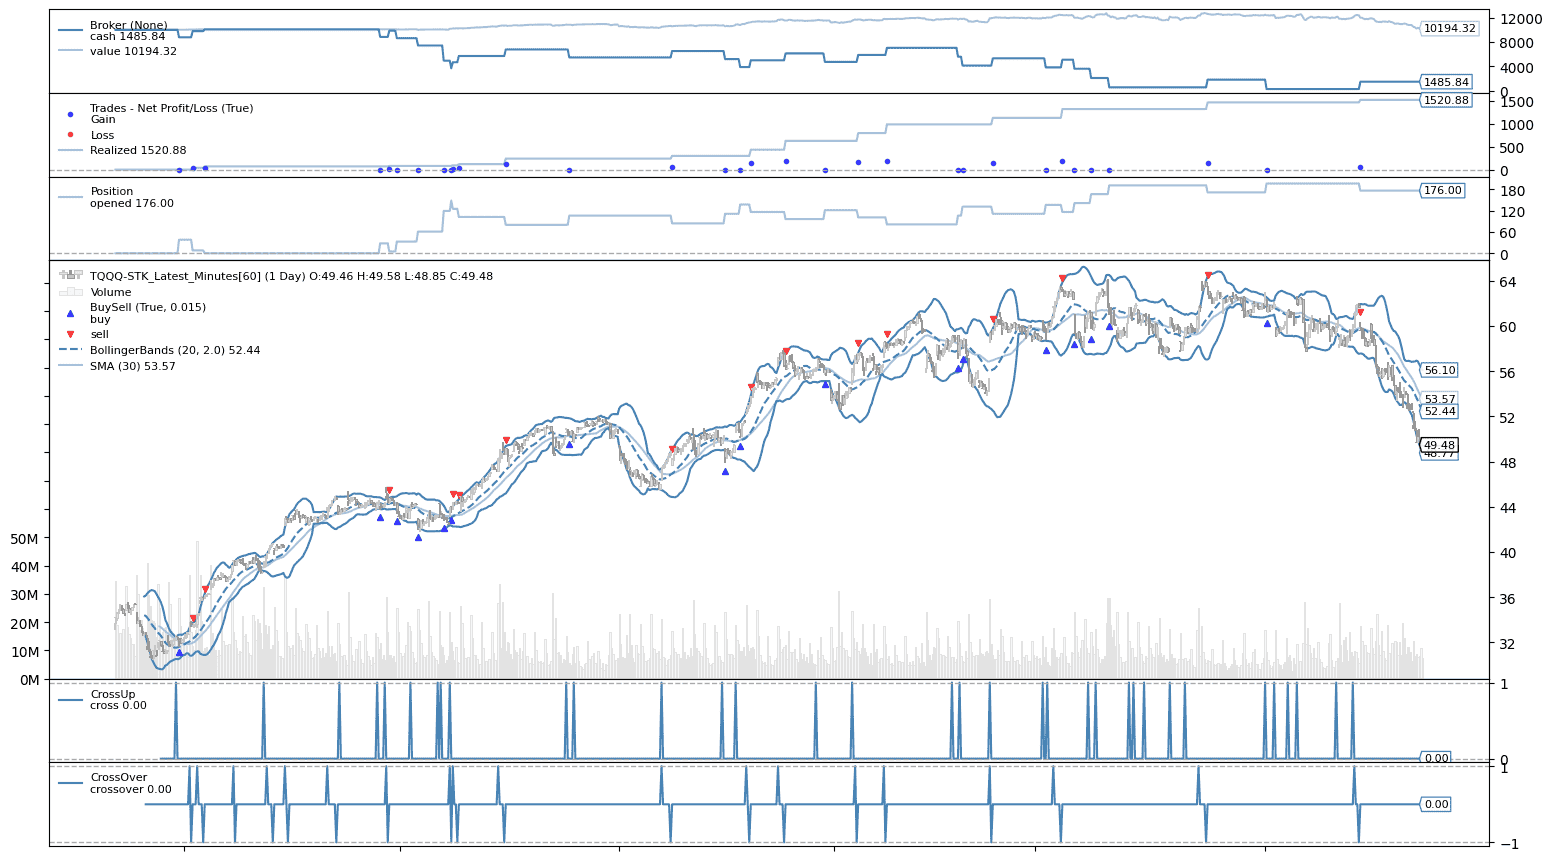 Broker (None)
cash 1485.84
value 10194.32
12000
10194.32
8000
4000
1485.84
0
Trades - Net Profit/Loss (True)
Gain
Loss
Realized 1520.88
1520.88
1500
1000
500
0
Position
opened 176.00
176.00
180
120
60
0
TQQQ-STK_Latest_Minutes[60] (1 Day) O:49.46 H:49.58 L:48.85 C:49.48
Volume
BuySell (True, 0.015)
buy
sell
BollingerBands (20, 2.0) 52.44
SMA (30) 53.57
64
60
56
56.10
53.57
52.44
52
49.48
48.77
48
44
40
36
32
50M
40M
30M
20M
10M
0M
CrossUp
cross 0.00
1
0.00
0
CrossOver
crossover 0.00
1
0.00
−1